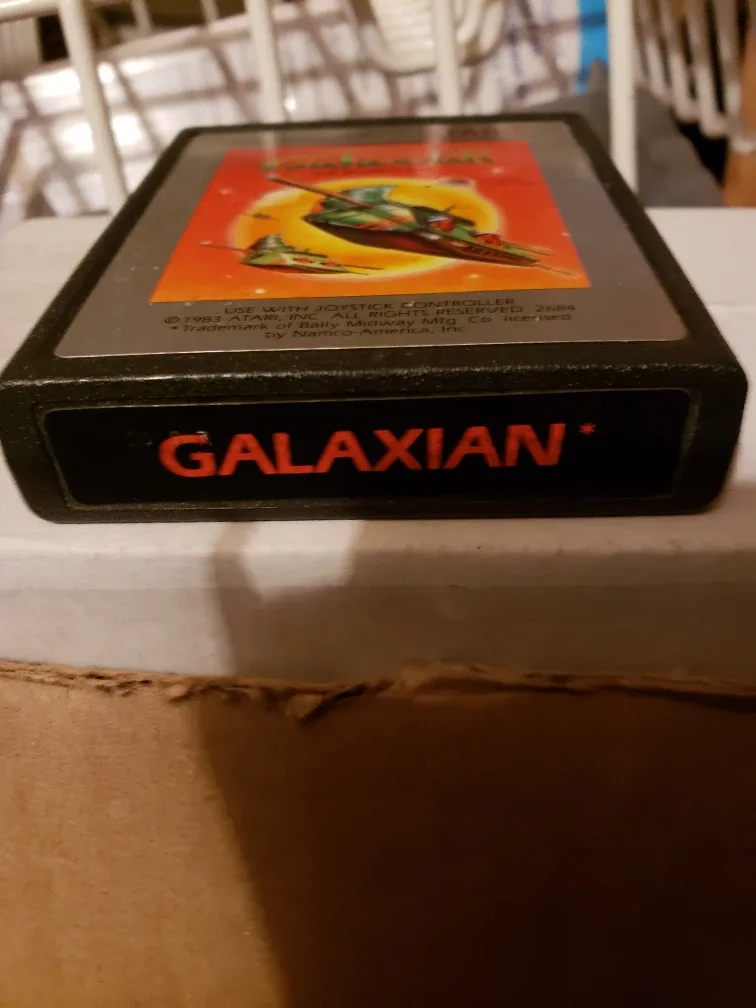 Galaxian
USE WITH JOYSTICK CONTROLLER
© 1983 ATARI, INC. ALL RIGHTS RESERVED 2684
*Trademark of Bally Midway Mfg. Co. licensed
by Namco-America, Inc.
GALAXIAN*